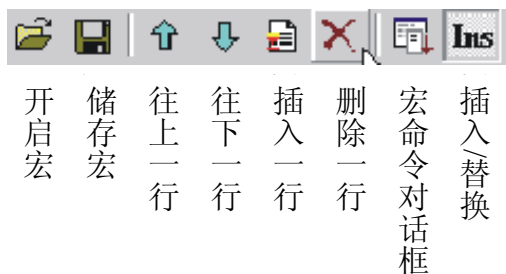 Ins
开启宏
储存宏
往上一行
往下一行
插入一行
删除一行
宏命令对话框
插入/替换